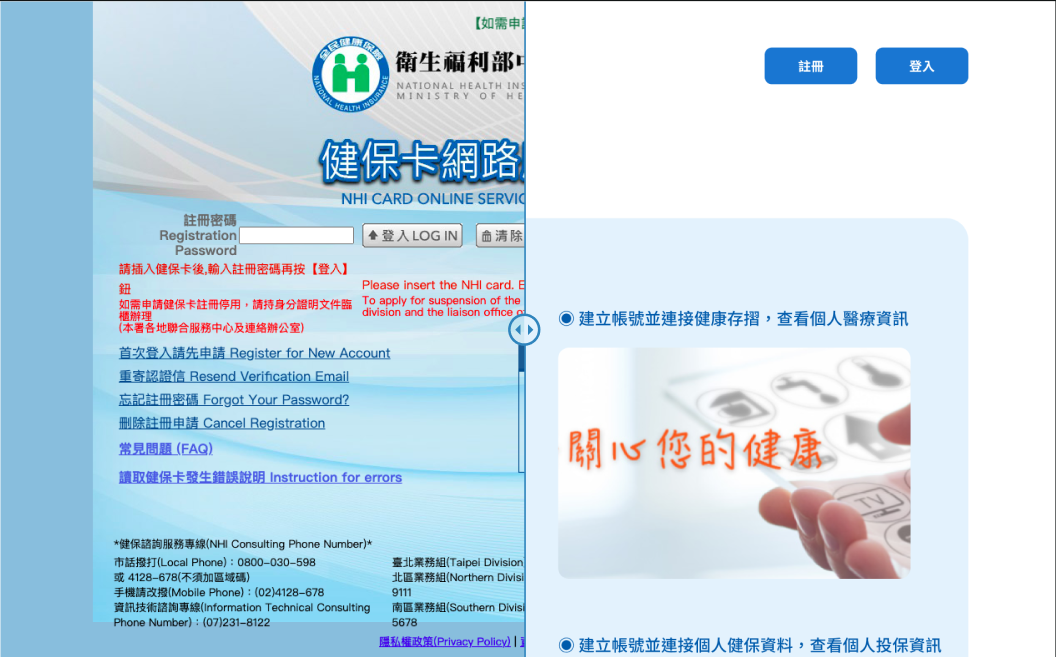 【如需申
全民健康保險
NATIONAL HEALTH INSURANCE
衛生福利部中
NATIONAL HEALTH INS
MINISTRY OF HE
健保卡網路
NHI CARD ONLINE SERVIC
註冊密碼
Registration
Password
登入LOG IN
清除
請插入健保卡後,輸入註冊密碼再按【登入】
鈕
如需申請健保卡註冊停用，請持身分證明文件臨
櫃辦理
(本署各地聯合服務中心及連絡辦公室)
Please insert the NHI card. E
To apply for suspension of the
division and the liaison office o
首次登入請先申請 Register for New Account
重寄認證信 Resend Verification Email
忘記註冊密碼 Forgot Your Password?
刪除註冊申請 Cancel Registration
常見問題 (FAQ)
讀取健保卡發生錯誤說明 Instruction for errors
*健保諮詢服務專線(NHI Consulting Phone Number)*
市話撥打(Local Phone)：0800-030-598
或 4128-678(不須加區域碼)
手機請改撥(Mobile Phone)：(02)4128-678
資訊技術諮詢專線(Information Technical Consulting
Phone Number)：(07)231-8122
臺北業務組(Taipei Division
北區業務組(Northern Divisi
9111
南區業務組(Southern Divisi
5678
隱私權政策(Privacy Policy) |
註冊
登入
建立帳號並連接健康存摺，查看個人醫療資訊
關心您的健康
TV
建立帳號並連接個人健保資料，查看個人投保資訊